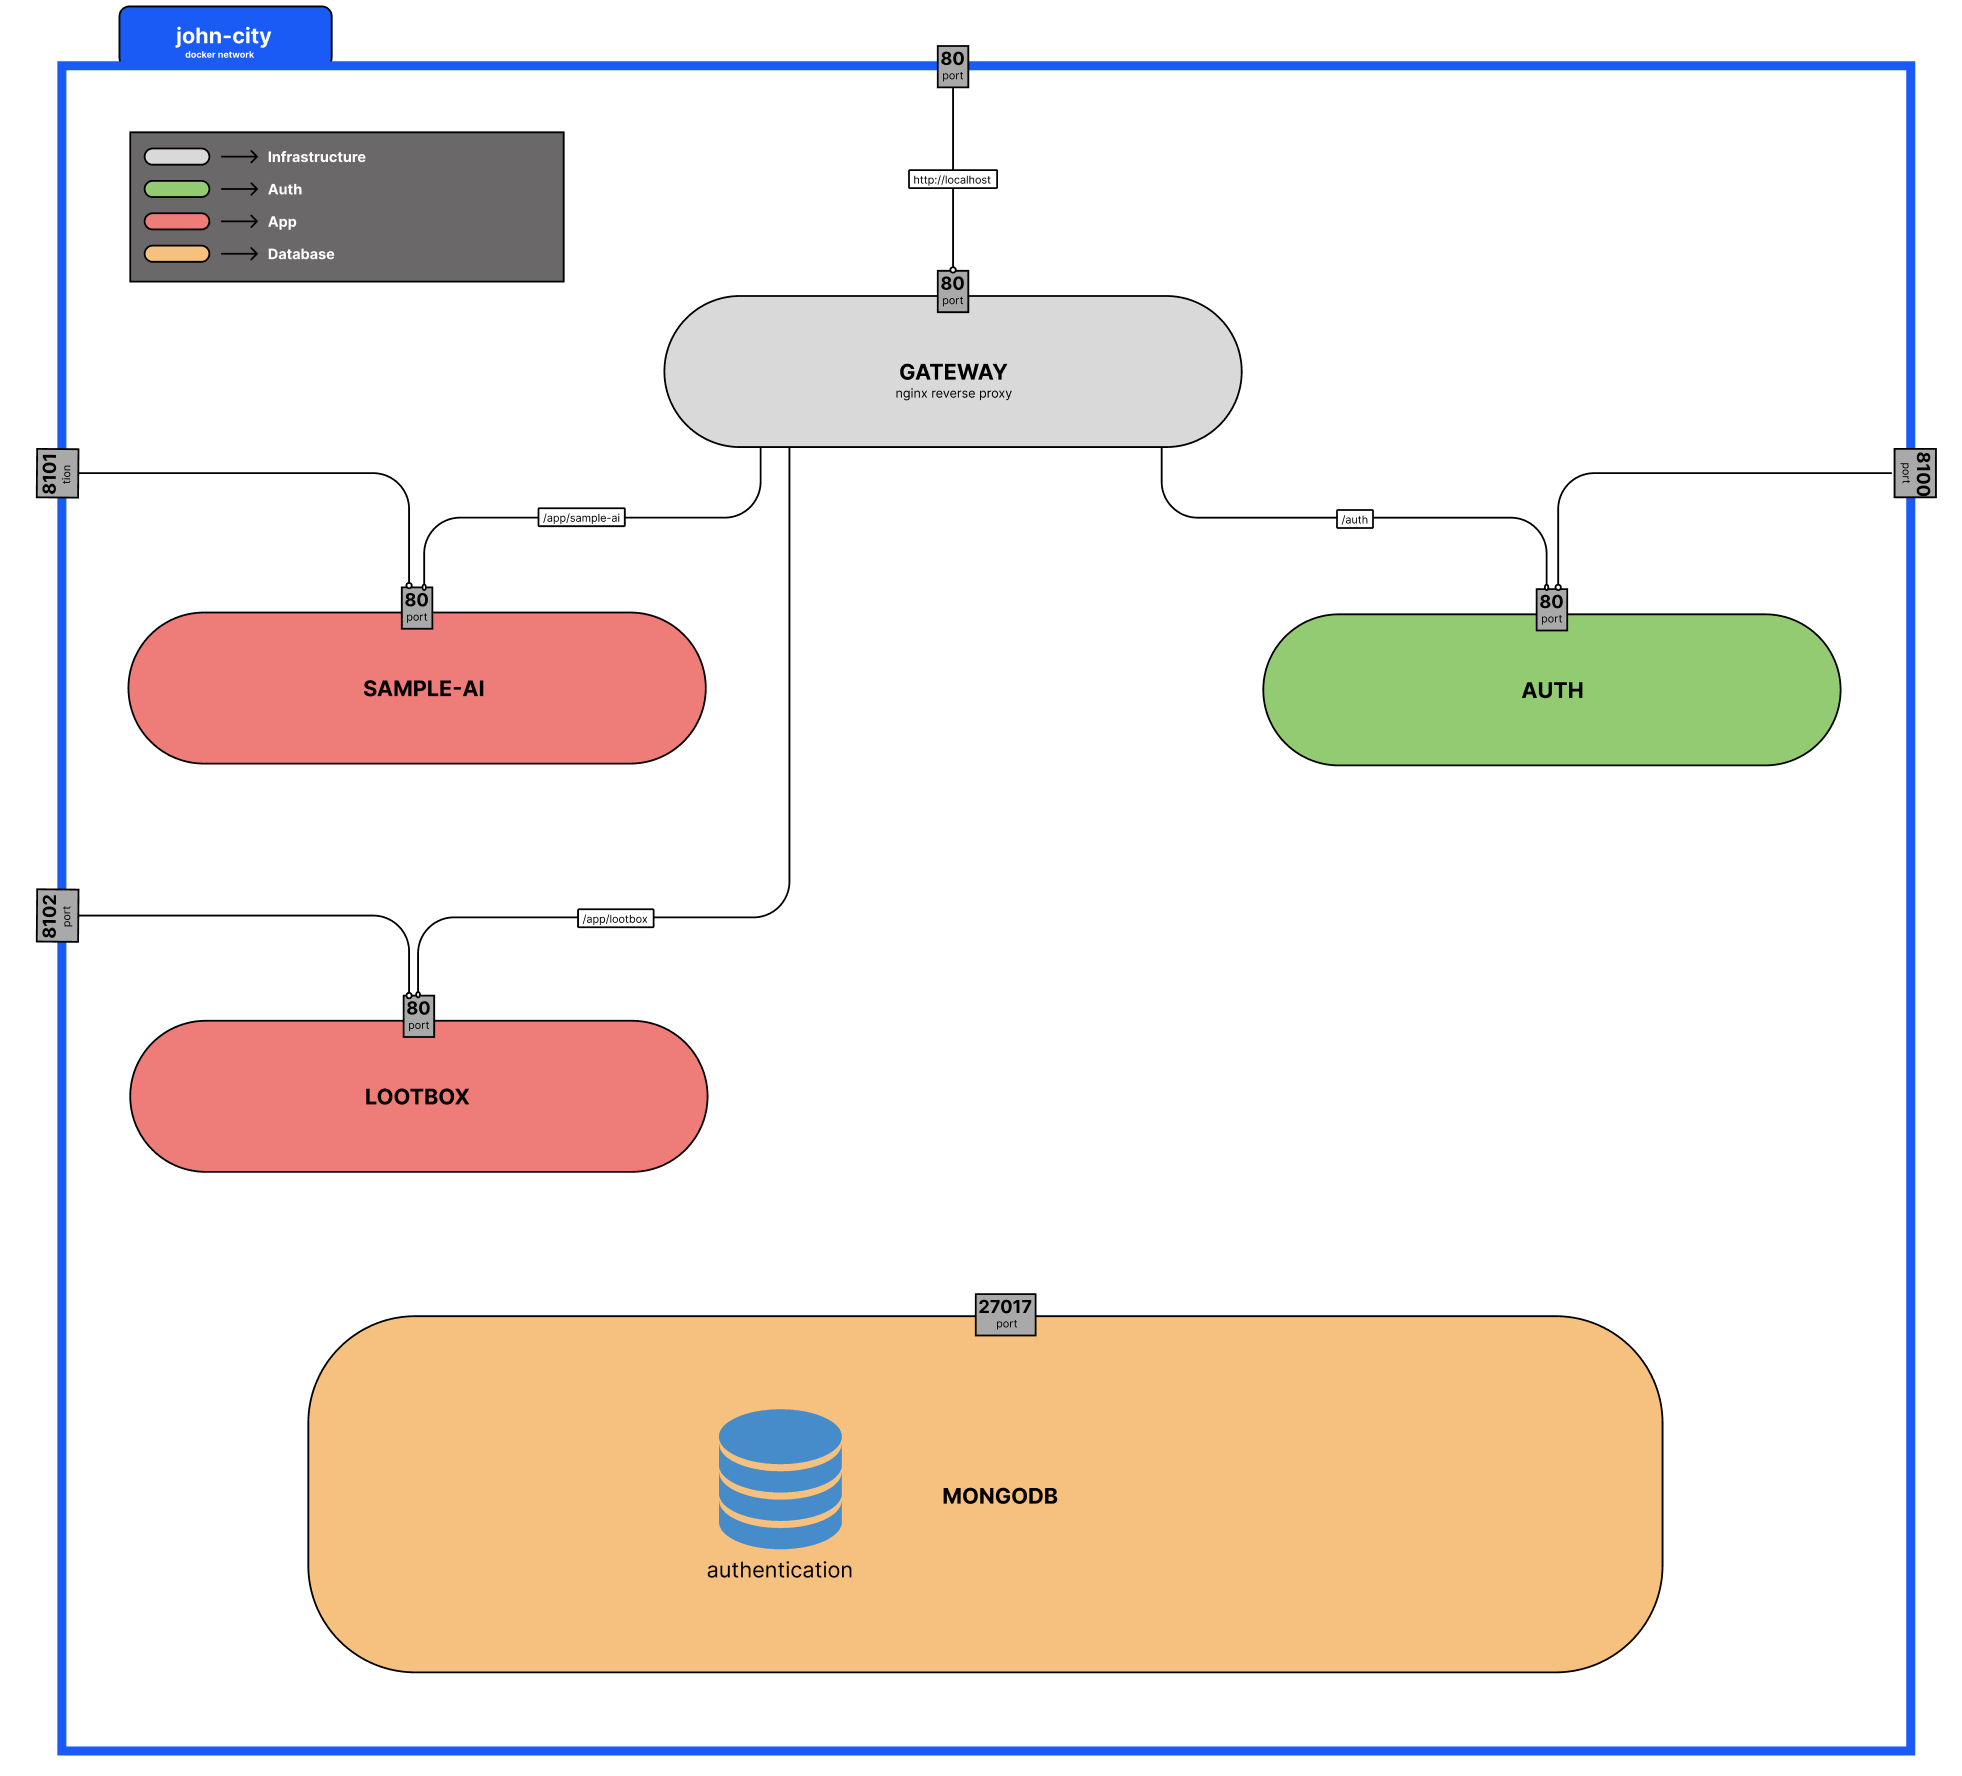 john-city
docker network
80
port
Infrastructure
Auth
App
Database
http://localhost
80
port
GATEWAY
nginx reverse proxy
8101
tion
8100
port
/app/sample-ai
/auth
80
port
80
port
SAMPLE-AI
AUTH
8102
port
/app/lootbox
80
port
LOOTBOX
27017
port
MONGODB
authentication